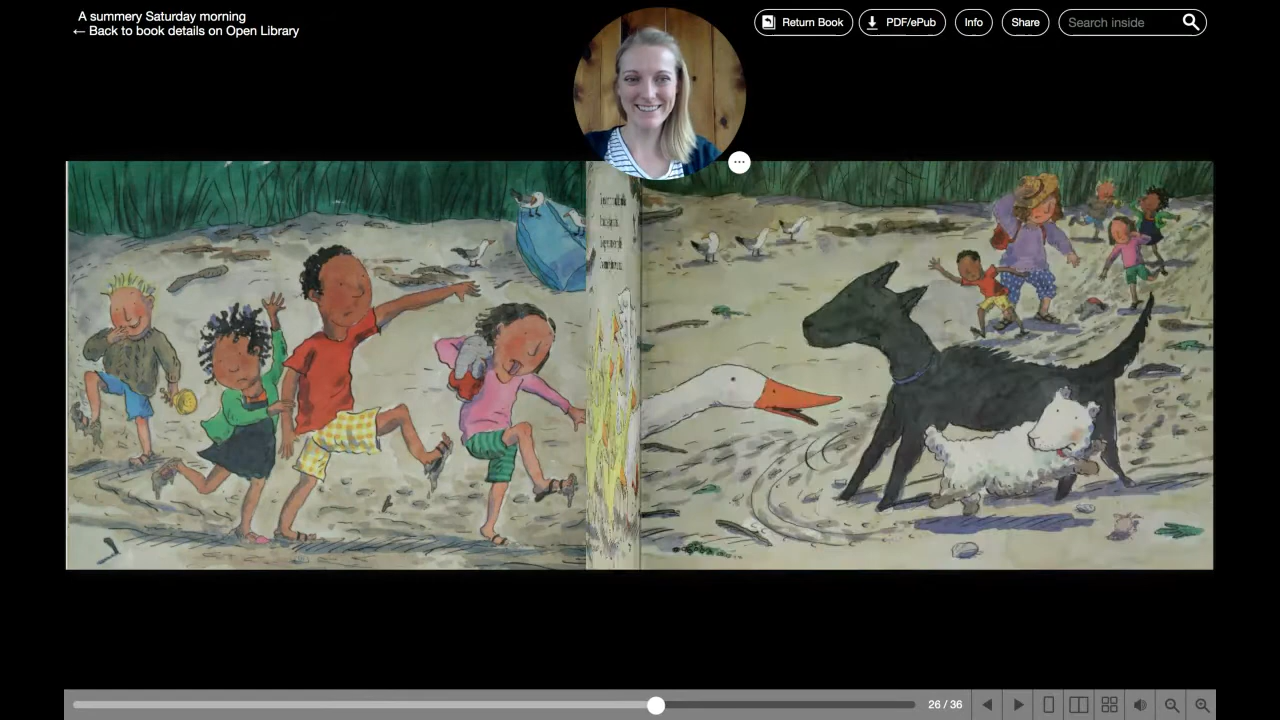 A summery Saturday morning
← Back to book details on Open Library
Return Book
PDF/ePub
Info
Share
Search inside
26 / 36